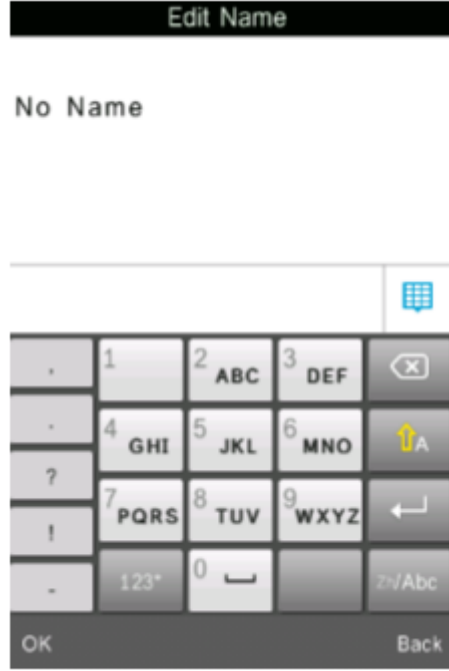 Edit Name
No Name
,
1
2 ABC
3 DEF
.
4 GHI
5 JKL
6 MNO
A
?
7 PQRS
8 TUV
9 WXYZ
!
-
123*
0
Zh/Abc
OK
Back